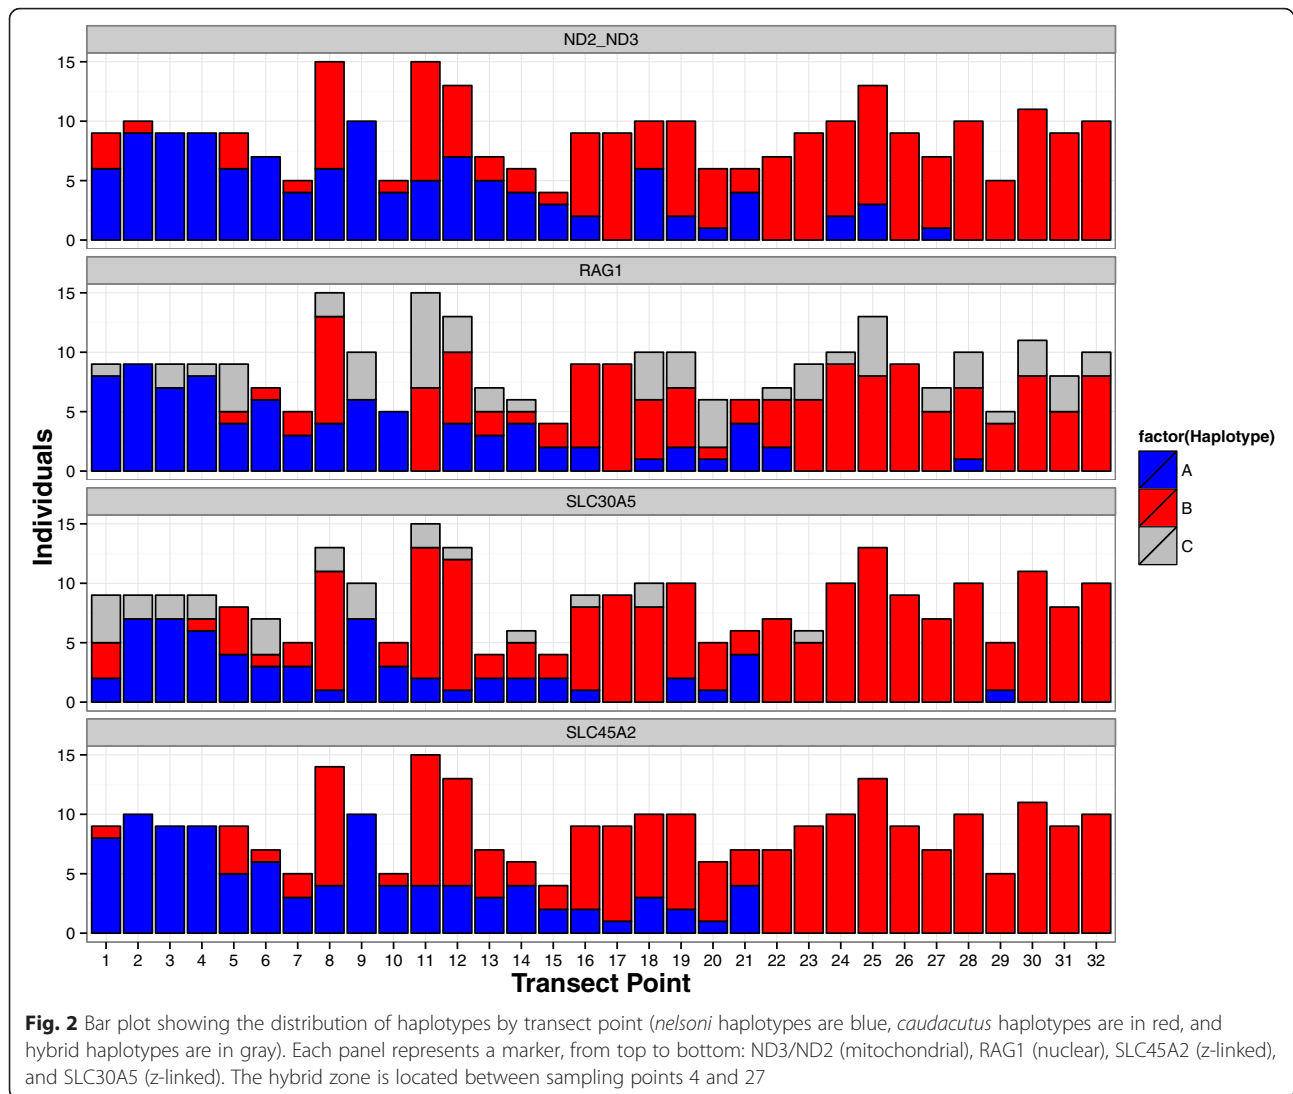 ND2_ND3
15
10
5
0
RAG1
15
10
5
0
SLC30A5
15
10
5
0
SLC45A2
15
10
5
0
Individuals
1 2 3 4 5 6 7 8 9 10 11 12 13 14 15 16 17 18 19 20 21 22 23 24 25 26 27 28 29 30 31 32
Transect Point
factor(Haplotype)
A
B
C
Fig. 2 Bar plot showing the distribution of haplotypes by transect point (nelsoni haplotypes are blue, caudacutus haplotypes are in red, and
hybrid haplotypes are in gray). Each panel represents a marker, from top to bottom: ND3/ND2 (mitochondrial), RAG1 (nuclear), SLC45A2 (z-linked),
and SLC30A5 (z-linked). The hybrid zone is located between sampling points 4 and 27